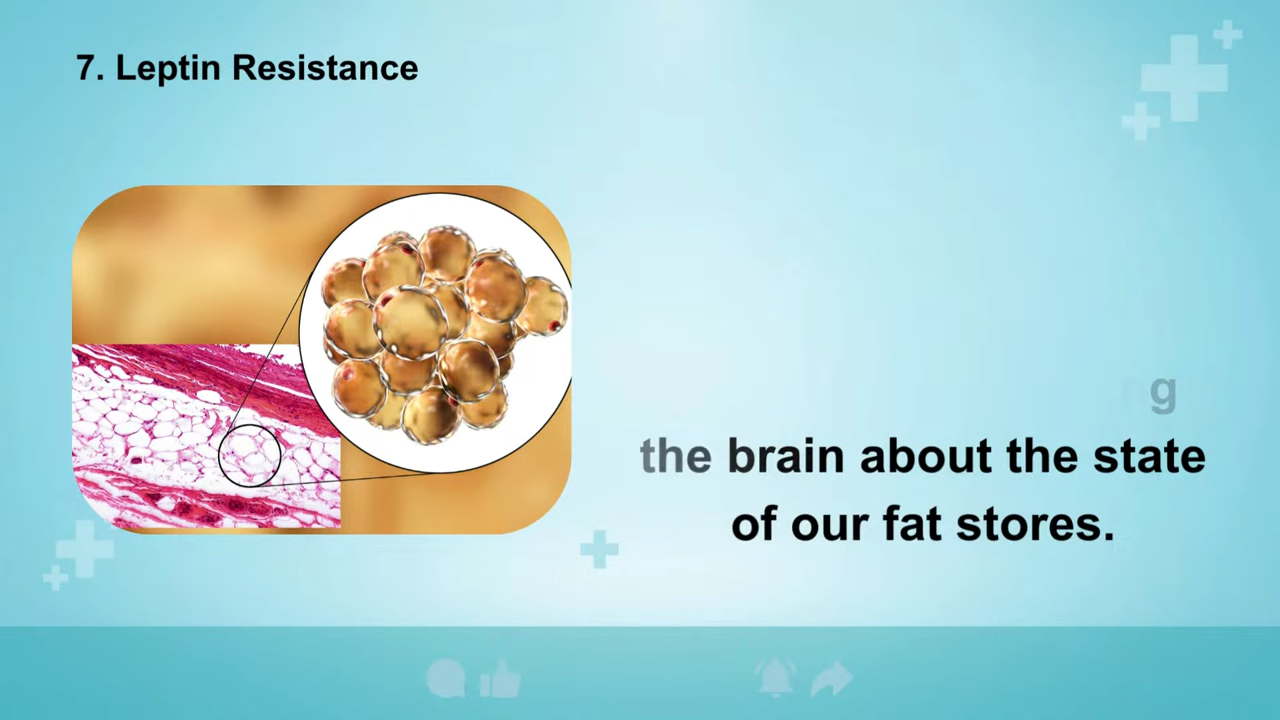 7. Leptin Resistance
the brain about the state
of our fat stores.